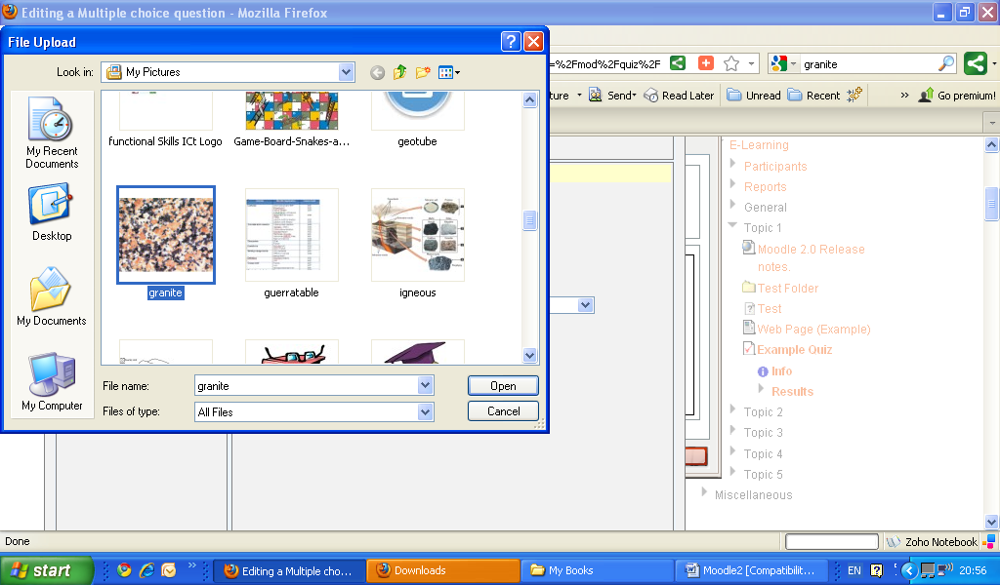 Editing a Multiple choice question - Mozilla Firefox
File Upload
Look in:
My Pictures
=%2Fmod%2Fquiz%2F
granite
ture
Send
Read Later
Unread
Recent
»
Go premium!
My Recent
Documents
Desktop
My Documents
My Computer
functional Skills ICt Logo
Game-Board-Snakes-a...
geotube
granite
guerratable
igneous
File name:
granite
Open
Files of type:
All Files
Cancel
E-Learning
Participants
Reports
General
Topic 1
Moodle 2.0 Release
notes.
Test Folder
Test
Web Page (Example)
Example Quiz
Info
Results
Topic 2
Topic 3
Topic 4
Topic 5
Miscellaneous
Done
Zoho Notebook
start
»
Editing a Multiple cho...
Downloads
My Books
Moodle2 [Compatibilit...
EN
20:56